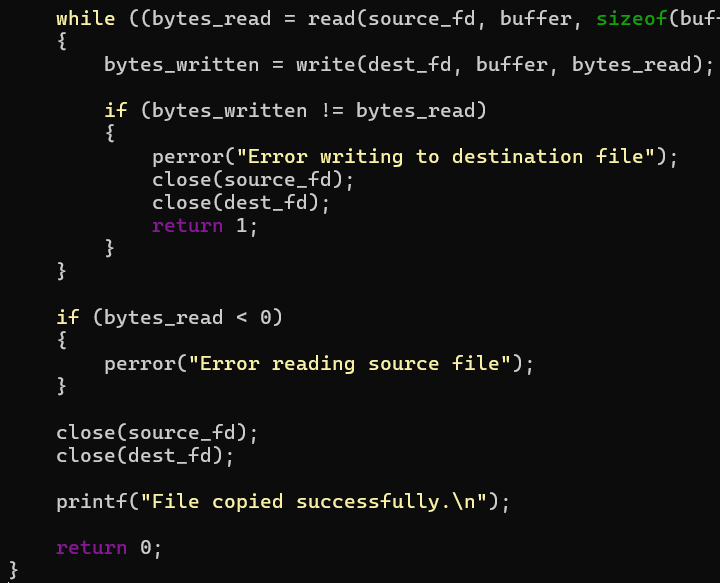 while ((bytes_read = read(source_fd, buffer, sizeof(buff
{
bytes_written = write(dest_fd, buffer, bytes_read);
if (bytes_written != bytes_read)
{
perror("Error writing to destination file");
close(source_fd);
close(dest_fd);
return 1;
}
}
if (bytes_read < 0)
{
perror("Error reading source file");
}
close(source_fd);
close(dest_fd);
printf("File copied successfully.\n");
return 0;
}